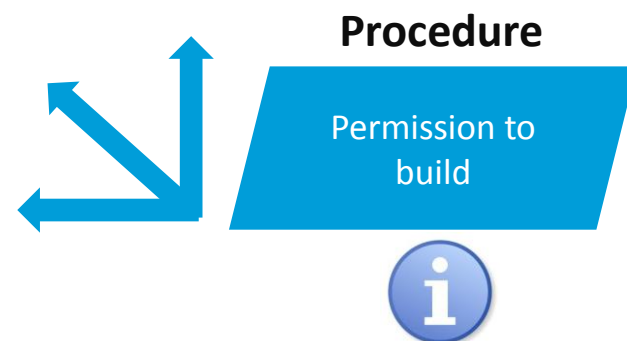 Procedure
Permission to
build
i